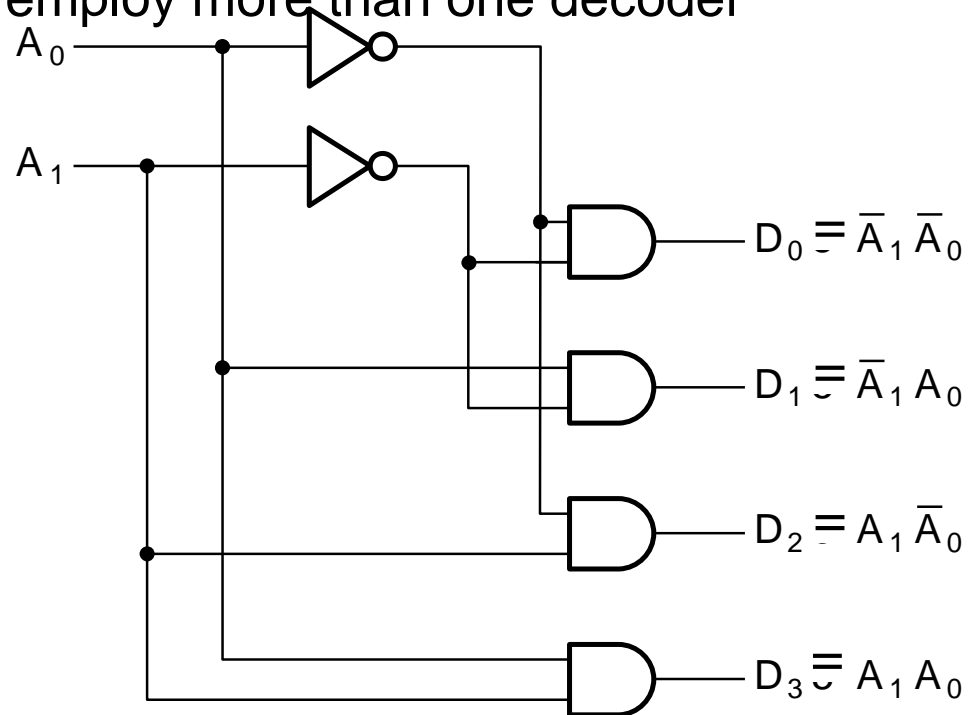 employ more than one decoder
A₀
A₁
D₀ = A̅₁ A̅₀
D₁ = A̅₁ A₀
D₂ = A₁ A̅₀
D₃ = A₁ A₀